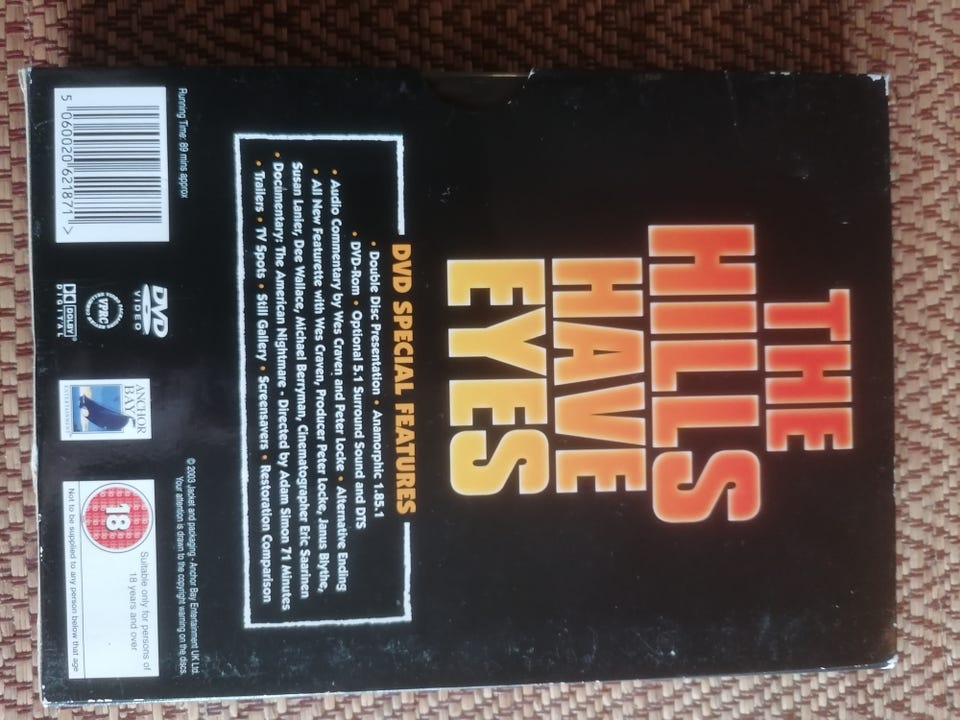 THE
HILLS
HAVE
EYES
DVD SPECIAL FEATURES
• Double Disc Presentation • Anamorphic 1.85.1
• DVD-Rom • Optional 5.1 Surround Sound and DTS
• Audio Commentary by Wes Craven and Peter Locke • Alternative Ending
• All New Featurette with Wes Craven, Producer Peter Locke, Janus Blythe,
Susan Lanier, Dee Wallace, Michael Berryman, Cinematographer Eric Saarinen
• Documentary: The American Nightmare - Directed by Adam Simon 71 Minutes
• Trailers • TV Spots • Still Gallery • Screensavers • Restoration Comparison
Running Time: 89 mins approx
© 2003 Jacket and packaging - Anchor Bay Entertainment UK Ltd.
Your attention is drawn to the copyright warning on the discs.
5 060020 621871 >
DVD
VIDEO
VPRC
DOLBY
DIGITAL
ANCHOR
BAY
ENTERTAINMENT
18
Suitable only for persons of
18 years and over
Not to be supplied to any person below that age